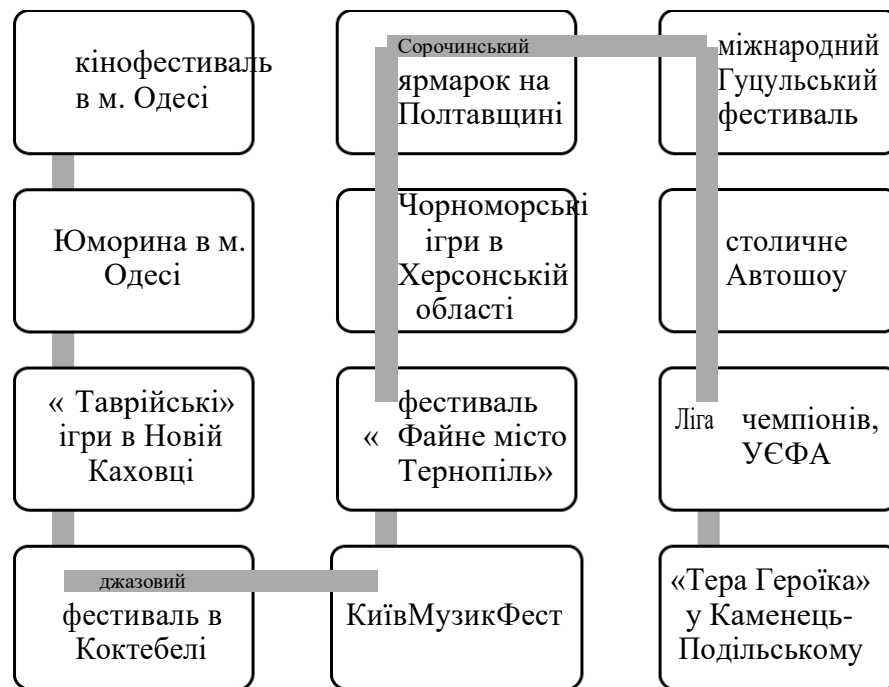 кінофестиваль
в м. Одесі
Юморина в м.
Одесі
« Таврійські»
ігри в Новій
Каховці
джазовий
фестиваль в
Коктебелі
КиївМузикФест
фестиваль
« Файне місто
Тернопіль»
Чорноморські
ігри в
Херсонській
області
Сорочинський
ярмарок на
Полтавщині
міжнародний
Гуцульський
фестиваль
столичне
Автошоу
Ліга чемпіонів,
УЄФА
«Тера Героїка»
у Каменець-
Подільському